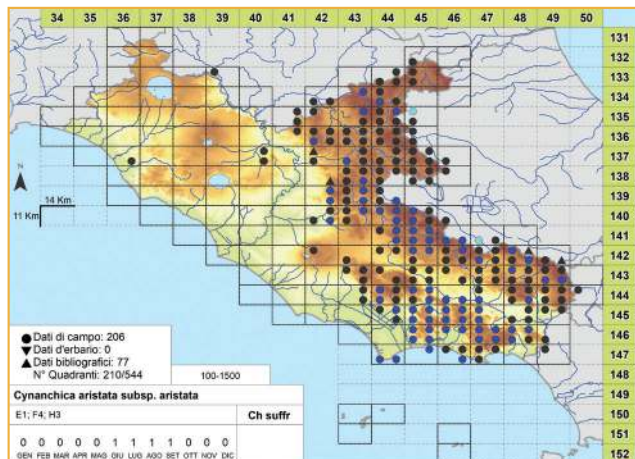 34 35 36 37 38 39 40 41 42 43 44 45 46 47 48 49 50
131
132
133
134
135
136
137
138
139
140
141
142
143
144
145
146
147
148
149
150
151
152
N
14 Km
11 Km
Dati di campo: 206
Dati d'erbario: 0
Dati bibliografici: 77
N° Quadranti: 210/544
100-1500
Cynanchica aristata subsp. aristata
E1; F4; H3
Ch suffr
0 0 0 0 0 1 1 1 1 0 0 0
GEN FEB MAR APR MAG GIU LUG AGO SET OTT NOV DIC